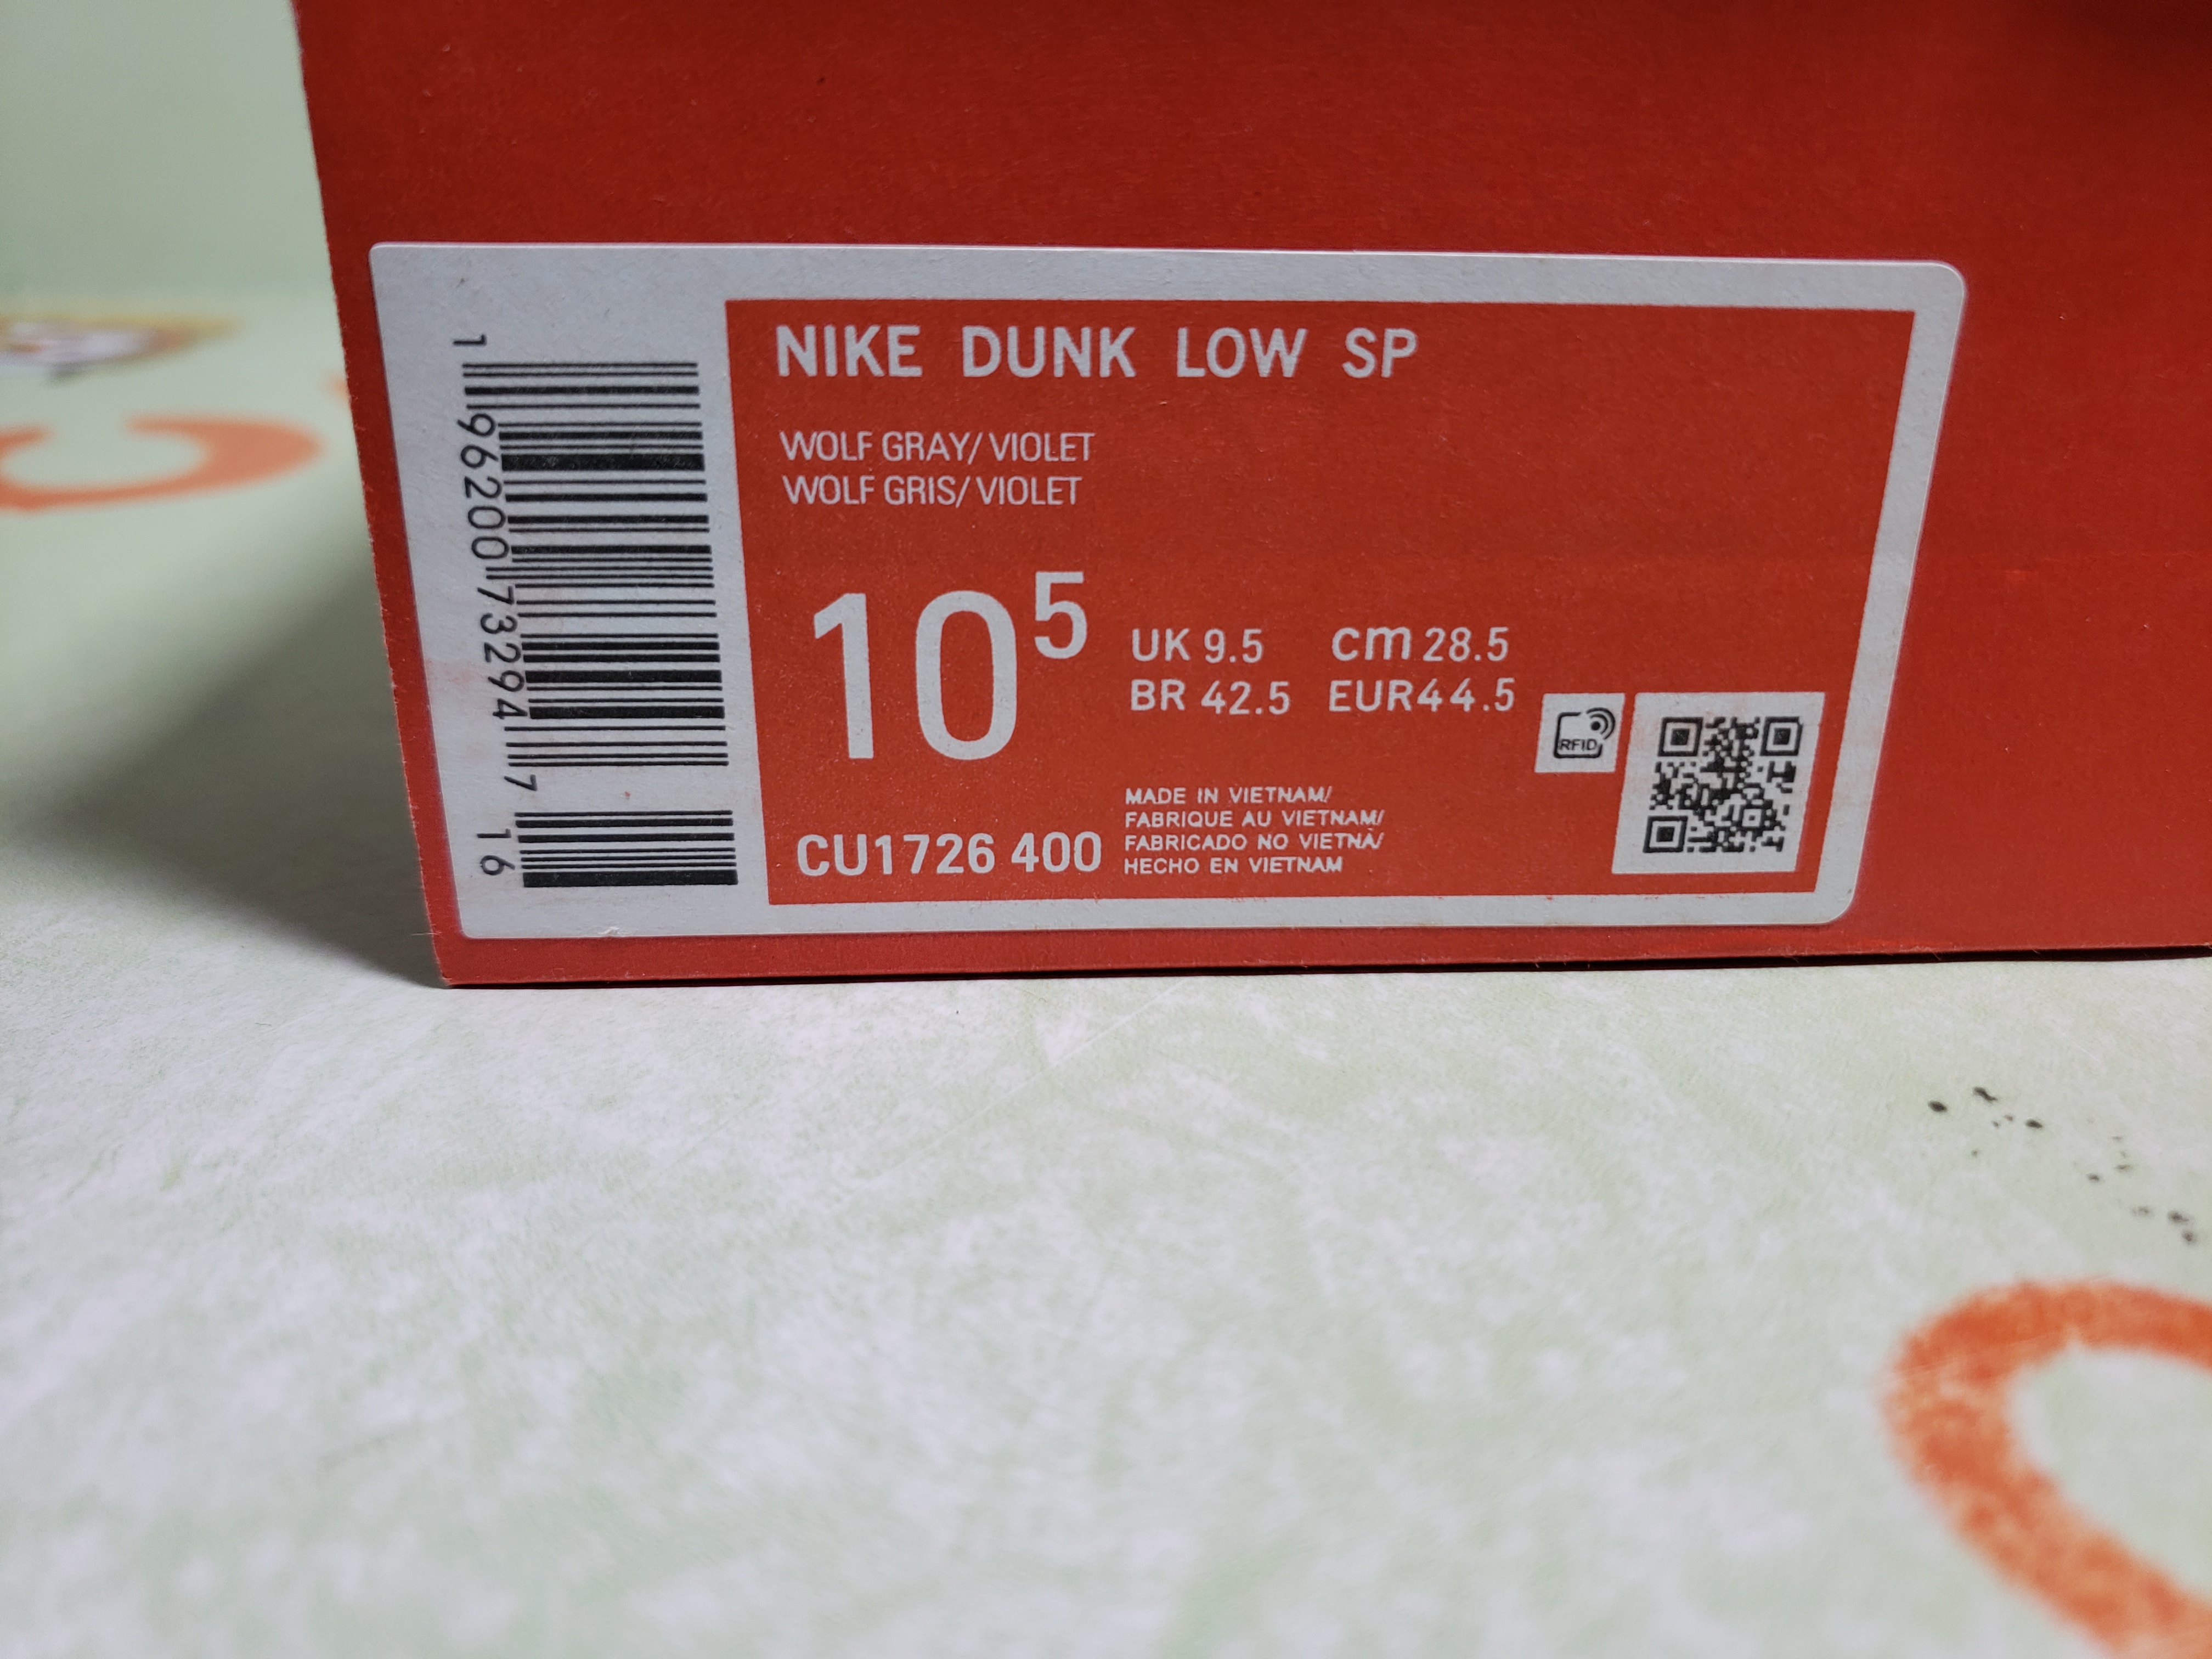 NIKE DUNK LOW SP
WOLF GRAY/ VIOLET
WOLF GRIS/ VIOLET
10 5
UK 9.5 cm 28.5
BR 42.5 EUR44.5
RFID
MADE IN VIETNAM/
FABRIQUE AU VIETNAM/
FABRICADO NO VIETNÃ/
HECHO EN VIETNAM
CU1726 400
1 96200 73294 7 16